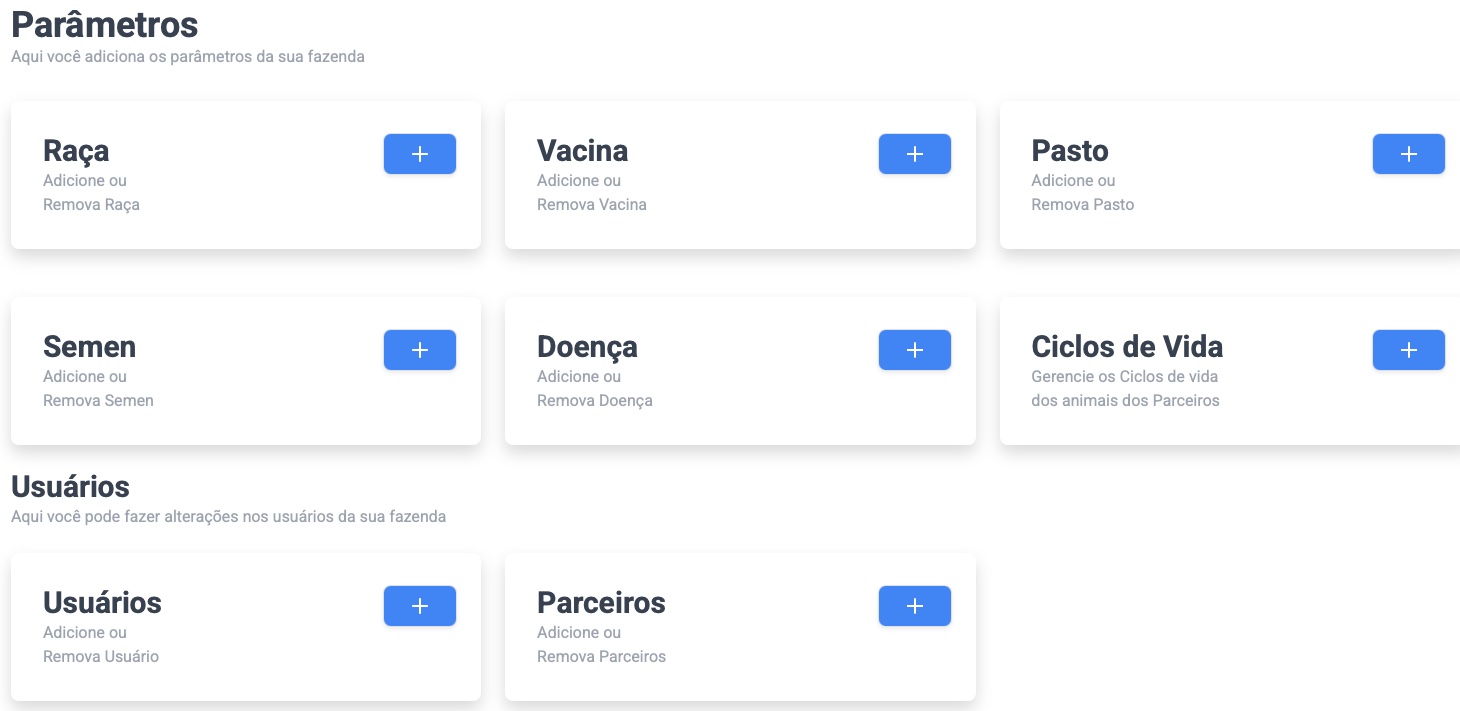 Parâmetros
Aqui você adiciona os parâmetros da sua fazenda
Raça
Adicione ou
Remova Raça
Vacina
Adicione ou
Remova Vacina
Pasto
Adicione ou
Remova Pasto
Semen
Adicione ou
Remova Semen
Doença
Adicione ou
Remova Doença
Ciclos de Vida
Gerencie os Ciclos de vida
dos animais dos Parceiros
Usuários
Aqui você pode fazer alterações nos usuários da sua fazenda
Usuários
Adicione ou
Remova Usuário
Parceiros
Adicione ou
Remova Parceiros